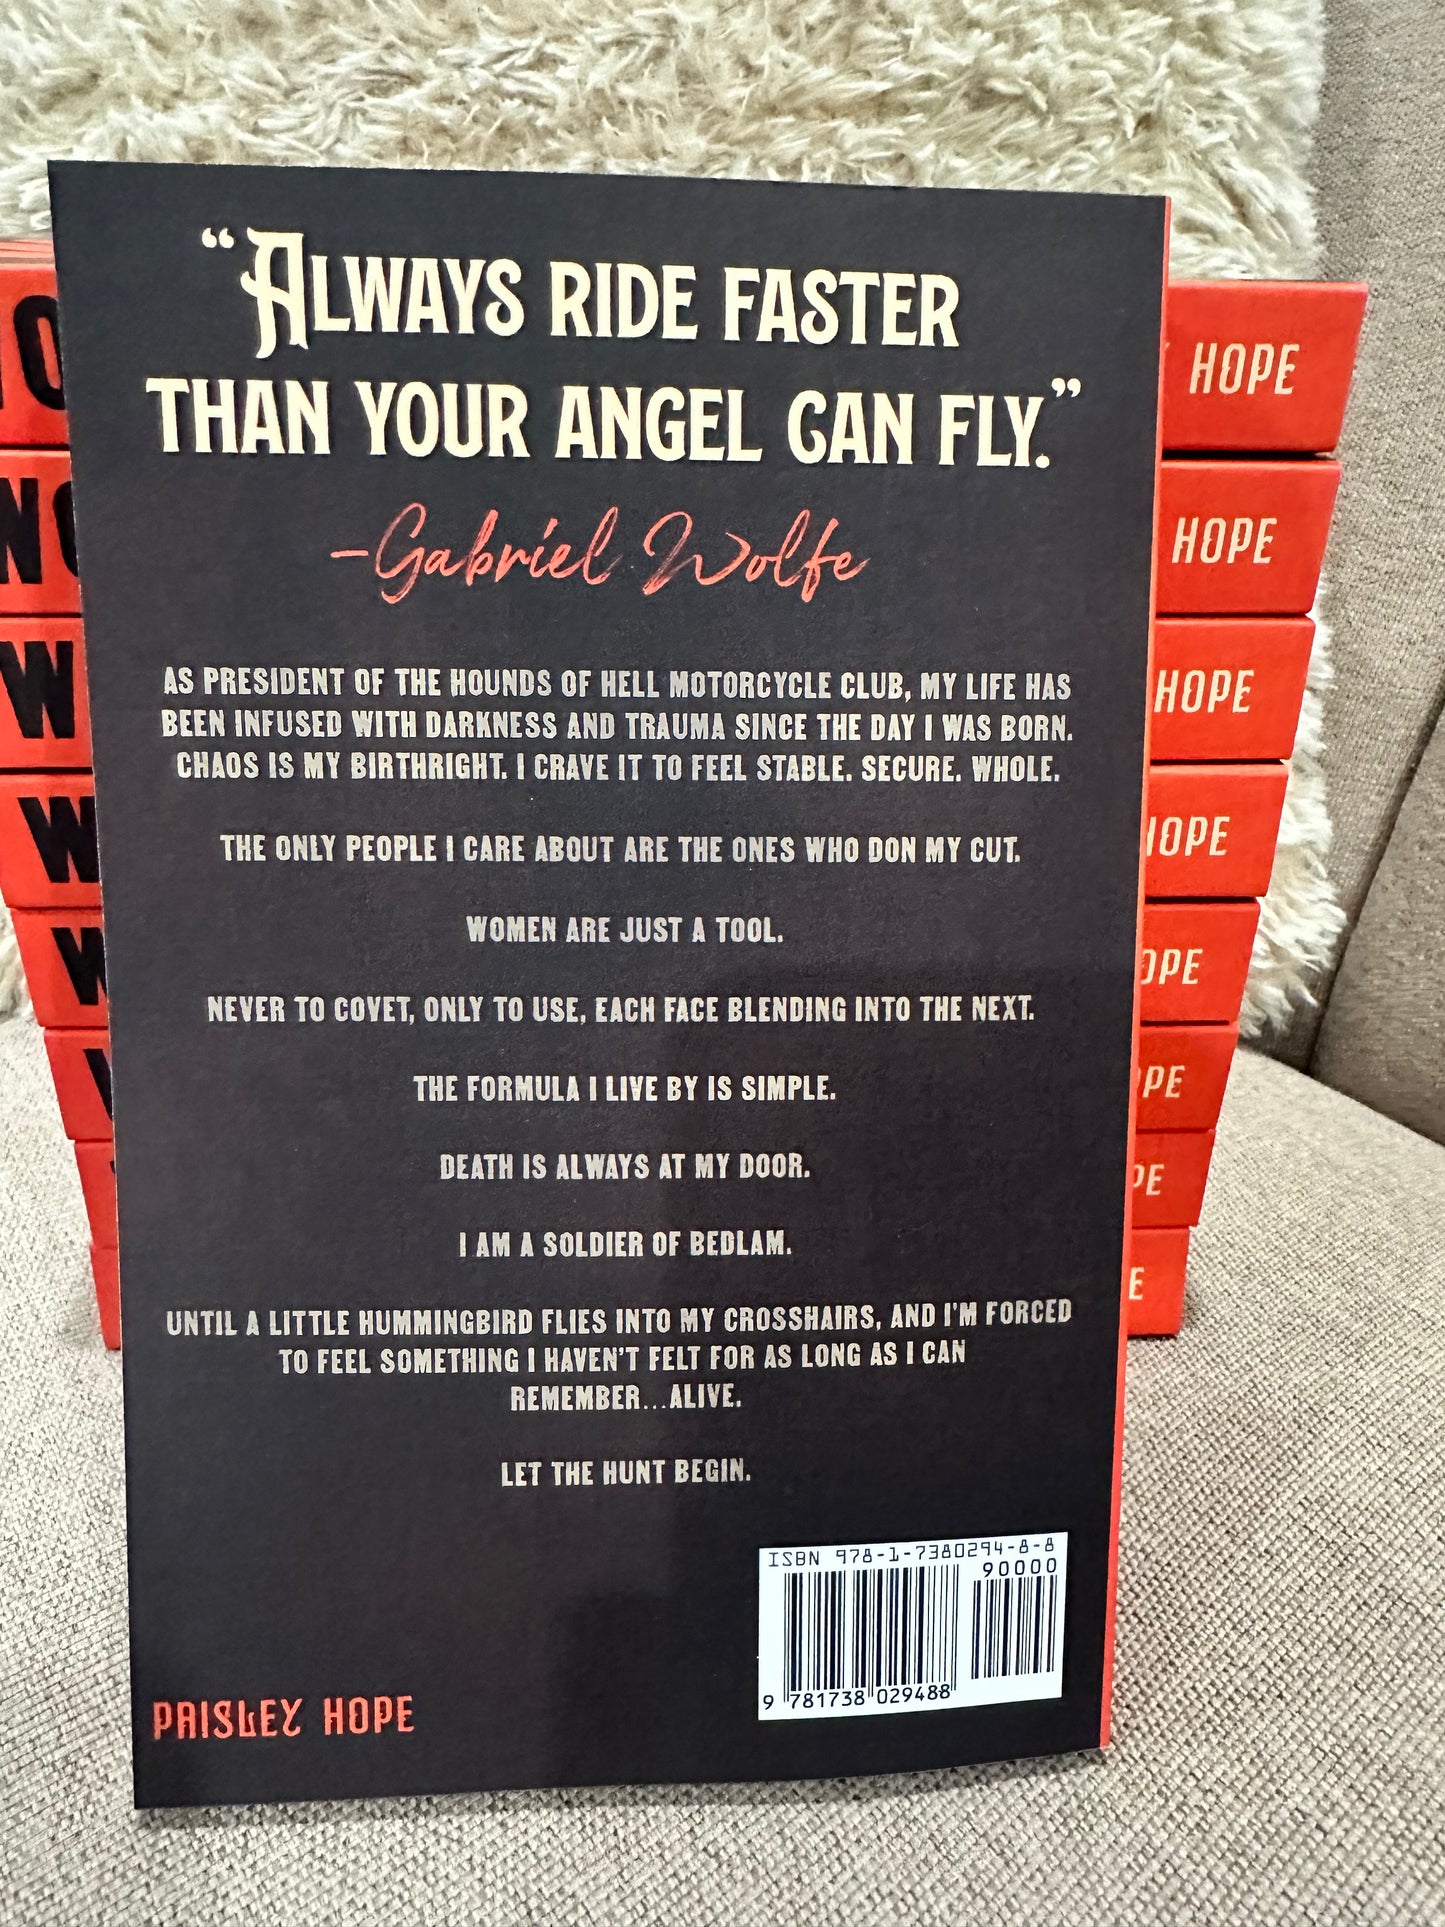 “ALWAYS RIDE FASTER
THAN YOUR ANGEL CAN FLY.”
–Gabriel Wolfe
AS PRESIDENT OF THE HOUNDS OF HELL MOTORCYCLE CLUB, MY LIFE HAS
BEEN INFUSED WITH DARKNESS AND TRAUMA SINCE THE DAY I WAS BORN.
CHAOS IS MY BIRTHRIGHT. I CRAVE IT TO FEEL STABLE. SECURE. WHOLE.
THE ONLY PEOPLE I CARE ABOUT ARE THE ONES WHO DON MY CUT.
WOMEN ARE JUST A TOOL.
NEVER TO COVET, ONLY TO USE, EACH FACE BLENDING INTO THE NEXT.
THE FORMULA I LIVE BY IS SIMPLE.
DEATH IS ALWAYS AT MY DOOR.
I AM A SOLDIER OF BEDLAM.
UNTIL A LITTLE HUMMINGBIRD FLIES INTO MY CROSSHAIRS, AND I'M FORCED
TO FEEL SOMETHING I HAVEN'T FELT FOR AS LONG AS I CAN
REMEMBER...ALIVE.
LET THE HUNT BEGIN.
ISBN 978-1-7380294-8-8
90000
9 781738 029488
PAISLEY HOPE
HOPE
HOPE
HOPE
HOPE
OPE
OPE
PE
E